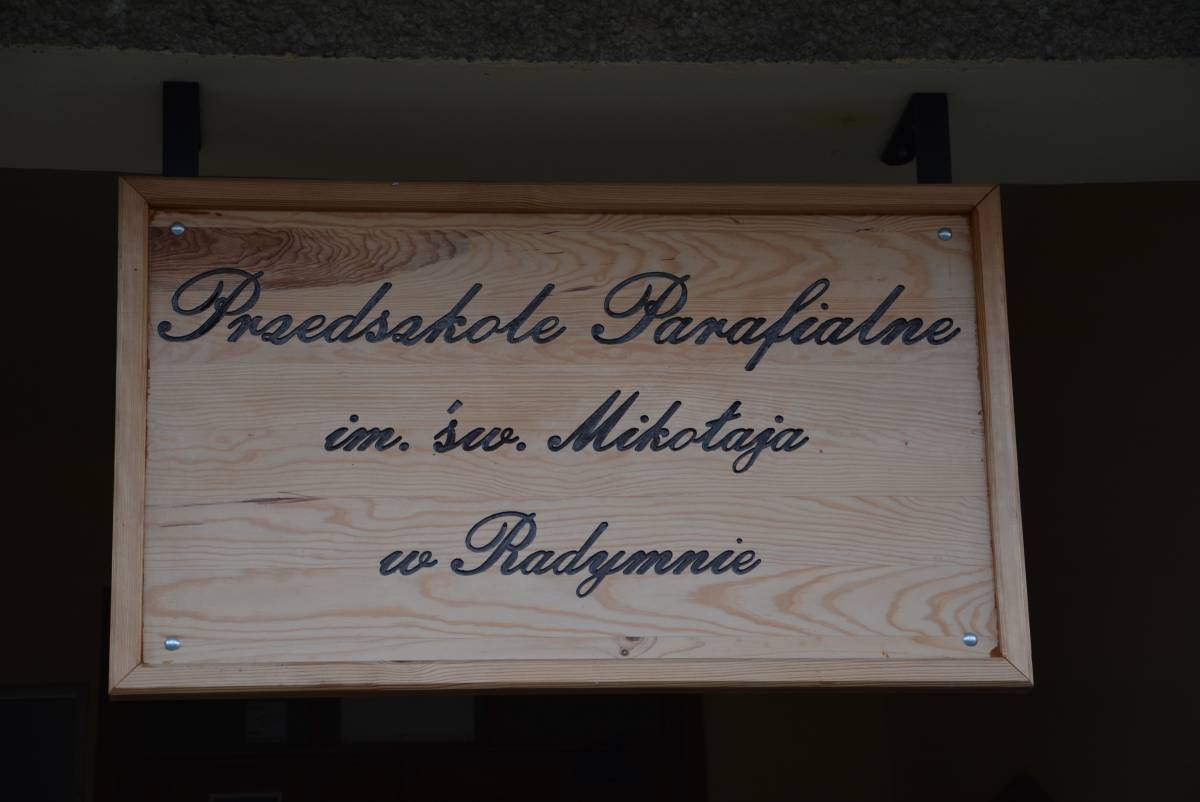 Przedszkole Parafialne
im. św. Mikołaja
w Radymnie